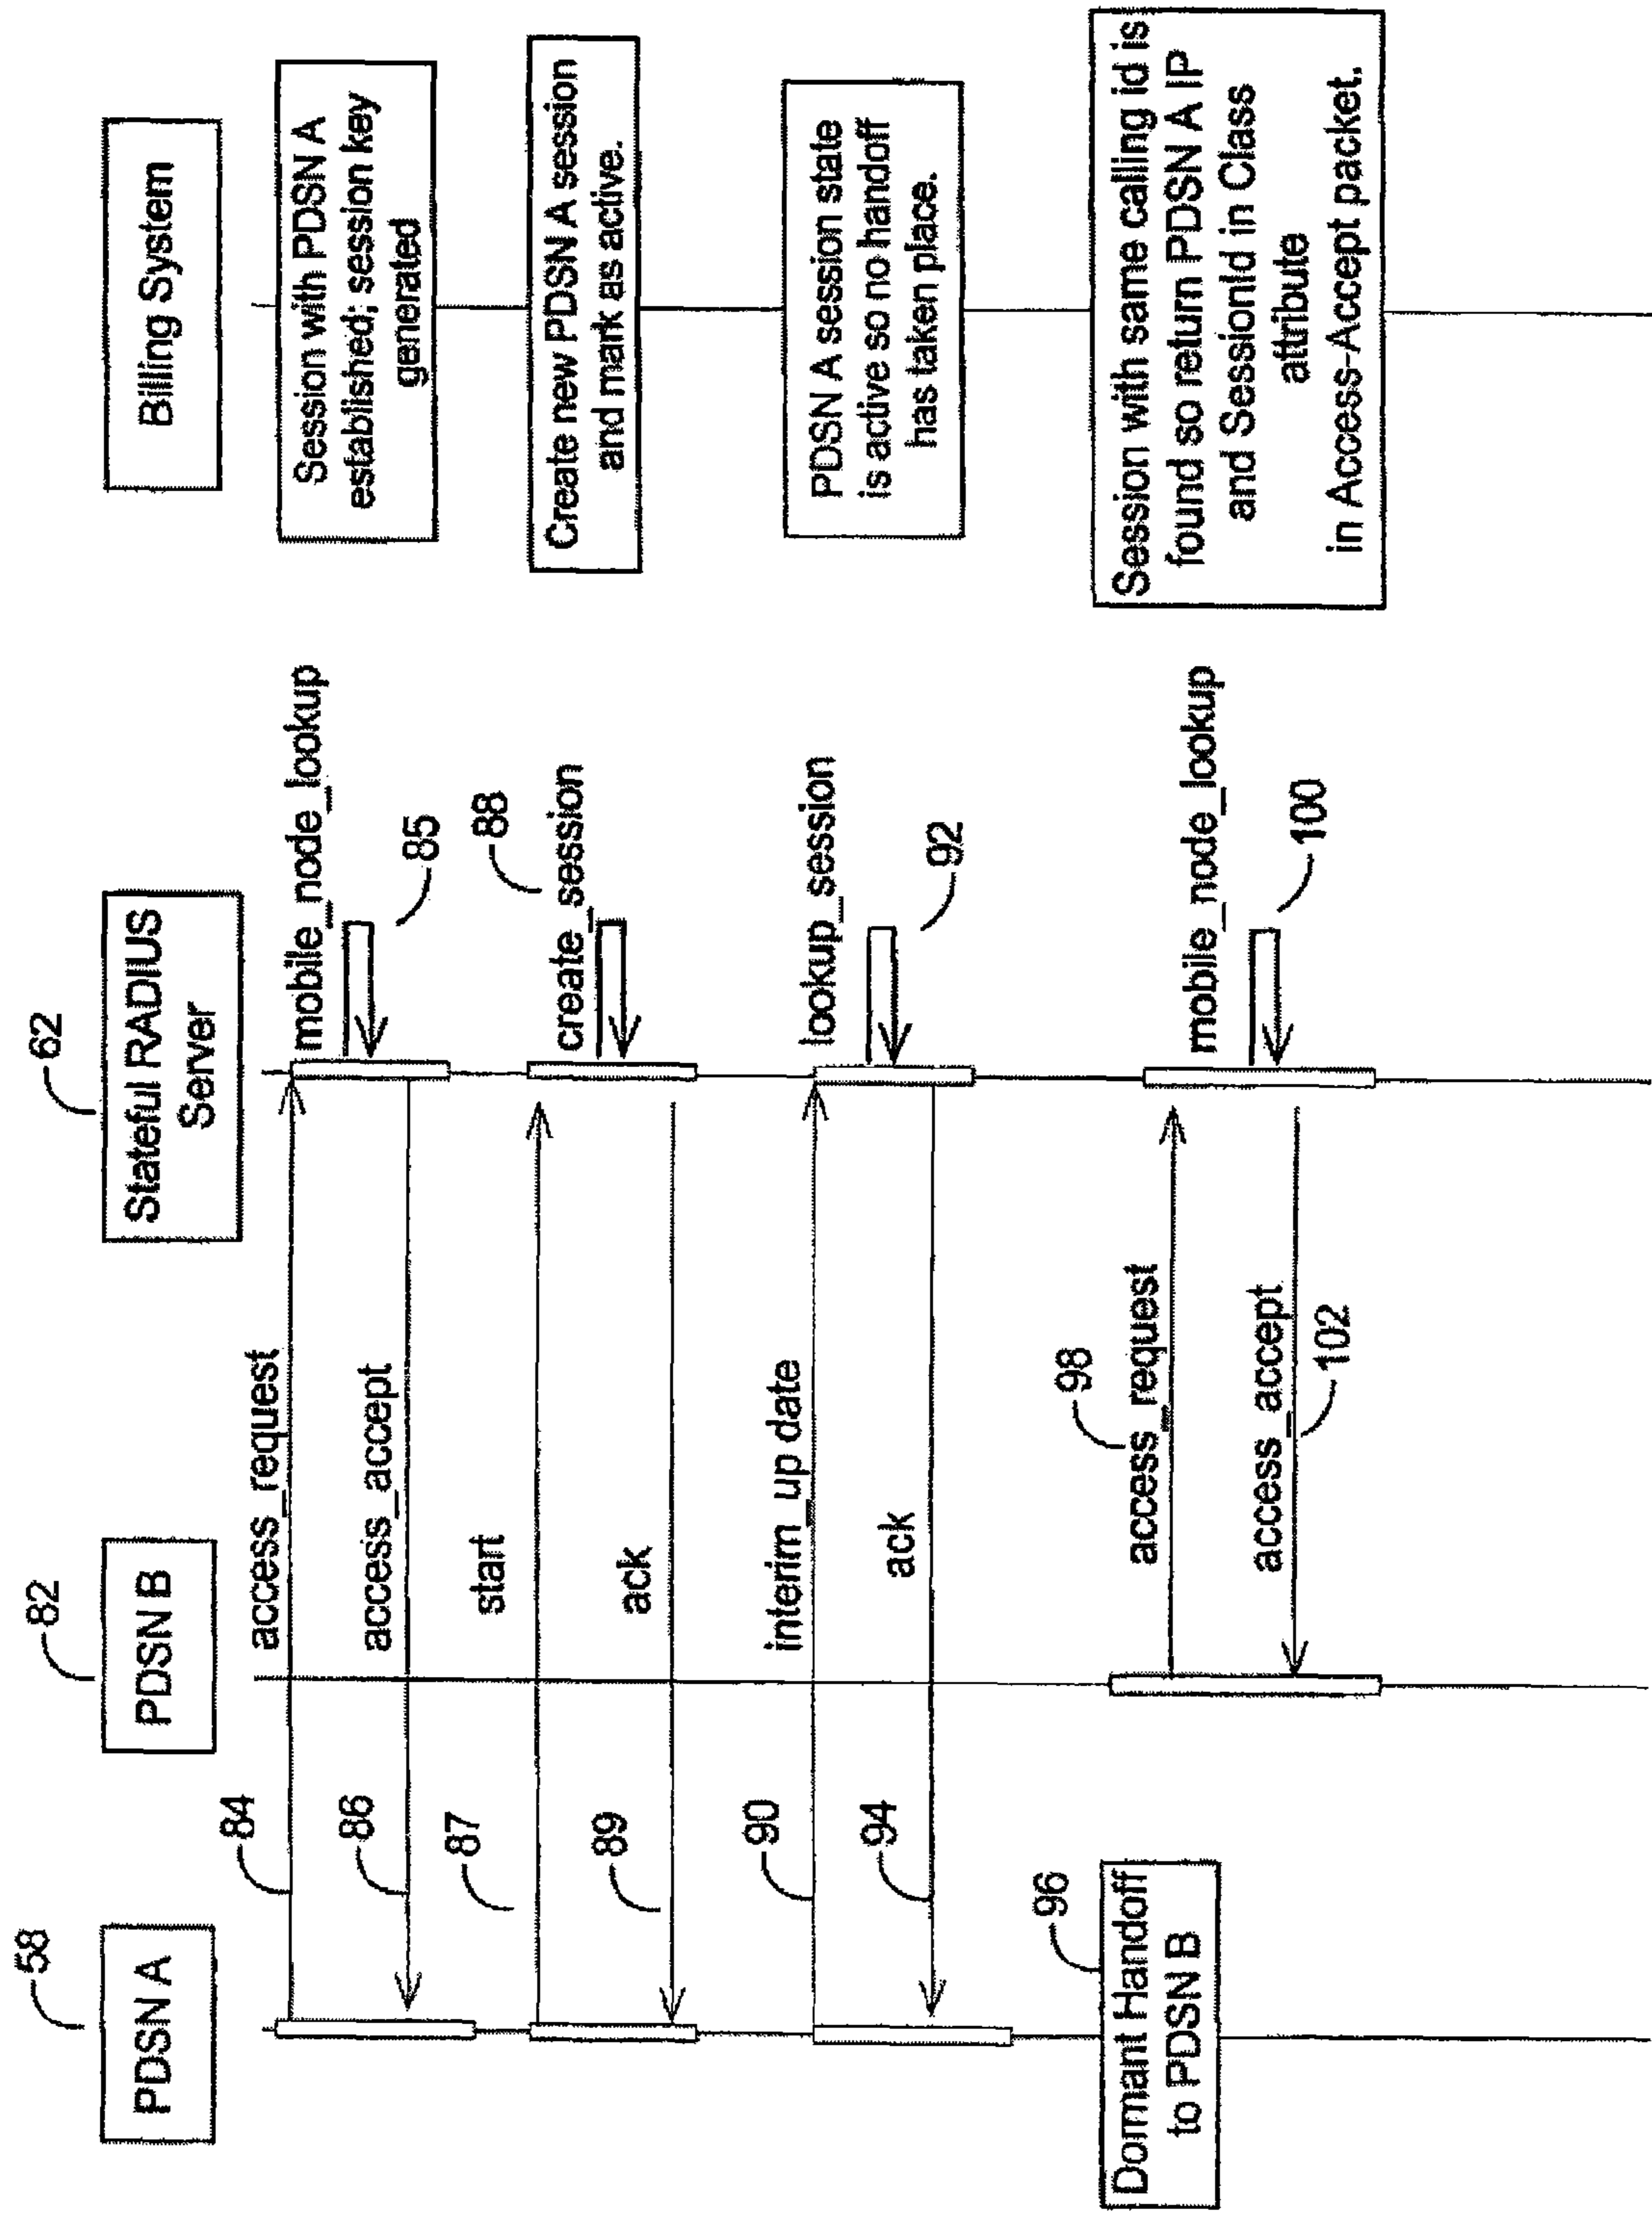 58
PDSN A
82
PDSN B
62
Stateful RADIUS
Server
Billing System
84
access_request
mobile_node_lookup
85
Session with PDSN A
established; session key
generated
86
access_accept
87
start
88
create_session
Create new PDSN A session
and mark as active.
89
ack
90
interim_up date
lookup_session
92
PDSN A session state
is active so no handoff
has taken place.
94
ack
96
Dormant Handoff
to PDSN B
98
access_request
mobile_node_lookup
100
access_accept
102
Session with same calling id is
found so return PDSN A IP
and SessionId in Class
attribute
in Access-Accept packet.